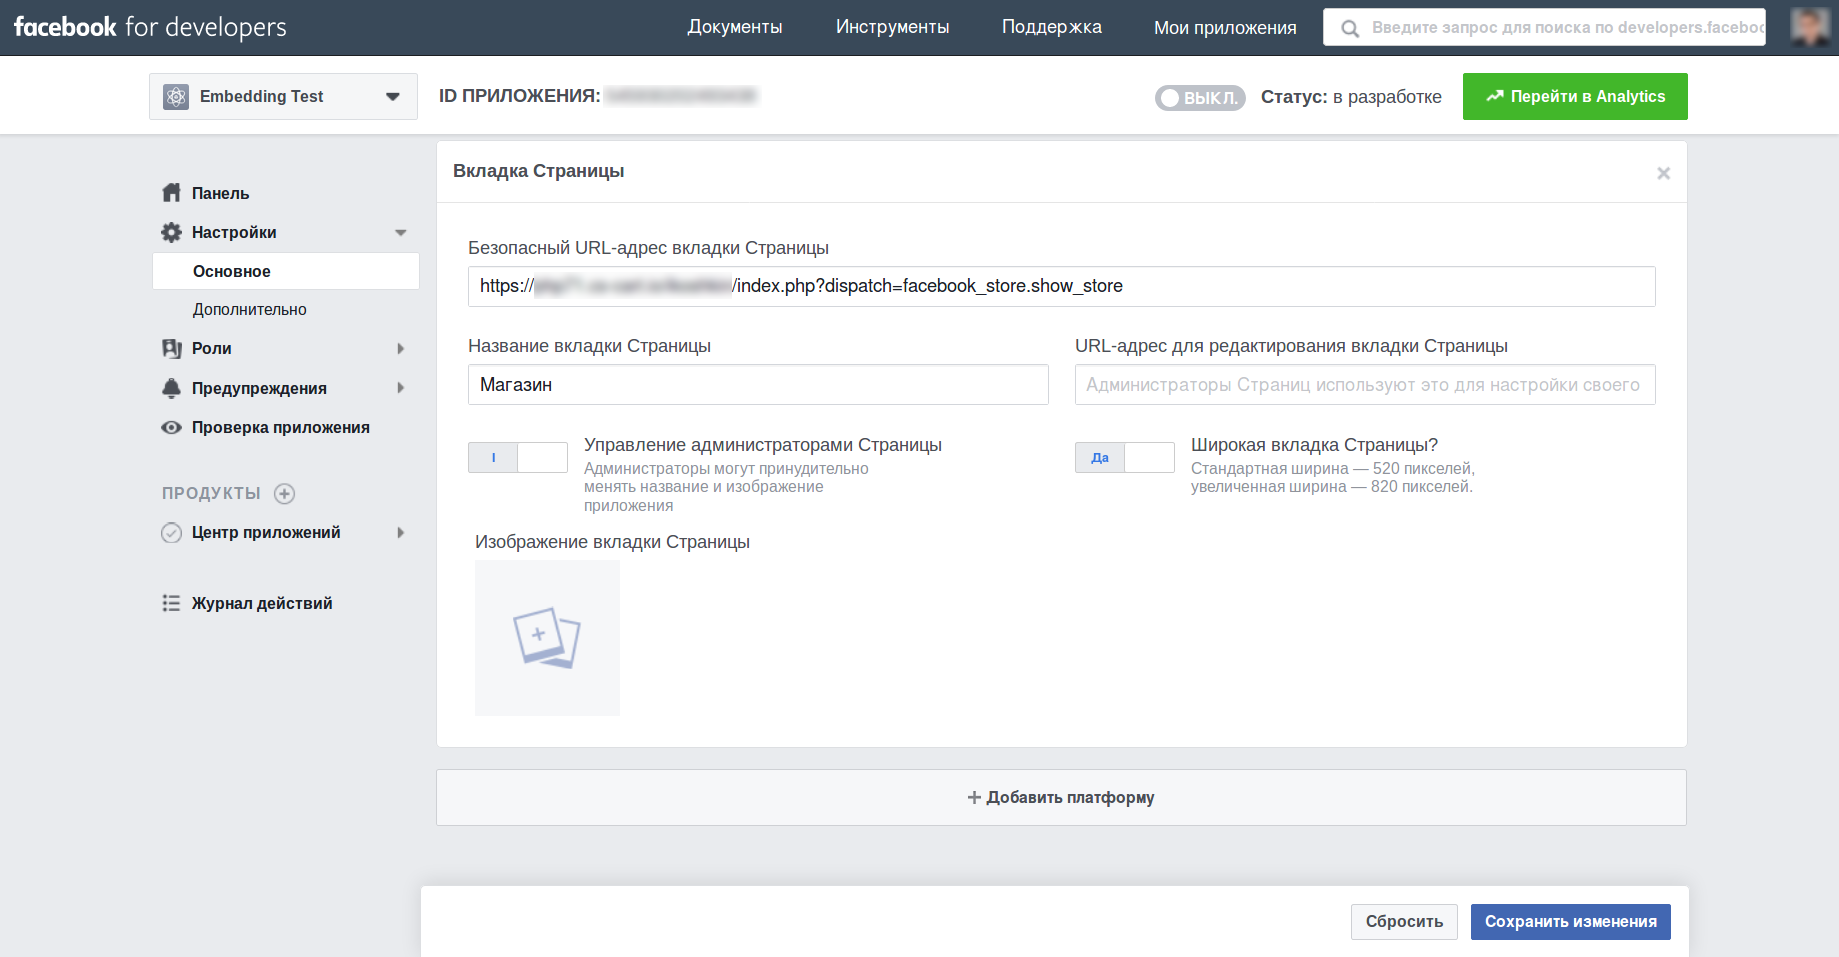 facebook for developers
Документы
Инструменты
Поддержка
Мои приложения
Введите запрос для поиска по developers.faceboo
Embedding Test
ID ПРИЛОЖЕНИЯ:
ВЫКЛ.
Статус: в разработке
Перейти в Analytics
Панель
Настройки
Основное
Дополнительно
Роли
Предупреждения
Проверка приложения
ПРОДУКТЫ
Центр приложений
Журнал действий
Вкладка Страницы
Безопасный URL-адрес вкладки Страницы
https:// /index.php?dispatch=facebook_store.show_store
Название вкладки Страницы
Магазин
URL-адрес для редактирования вкладки Страницы
Администраторы Страниц используют это для настройки своего
I
Управление администраторами Страницы
Администраторы могут принудительно
менять название и изображение
приложения
Да
Широкая вкладка Страницы?
Стандартная ширина — 520 пикселей,
увеличенная ширина — 820 пикселей.
Изображение вкладки Страницы
Добавить платформу
Сбросить
Сохранить изменения